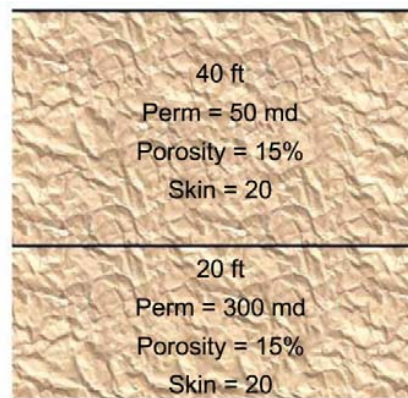 40 ft
Perm = 50 md
Porosity = 15%
Skin = 20
20 ft
Perm = 300 md
Porosity = 15%
Skin = 20